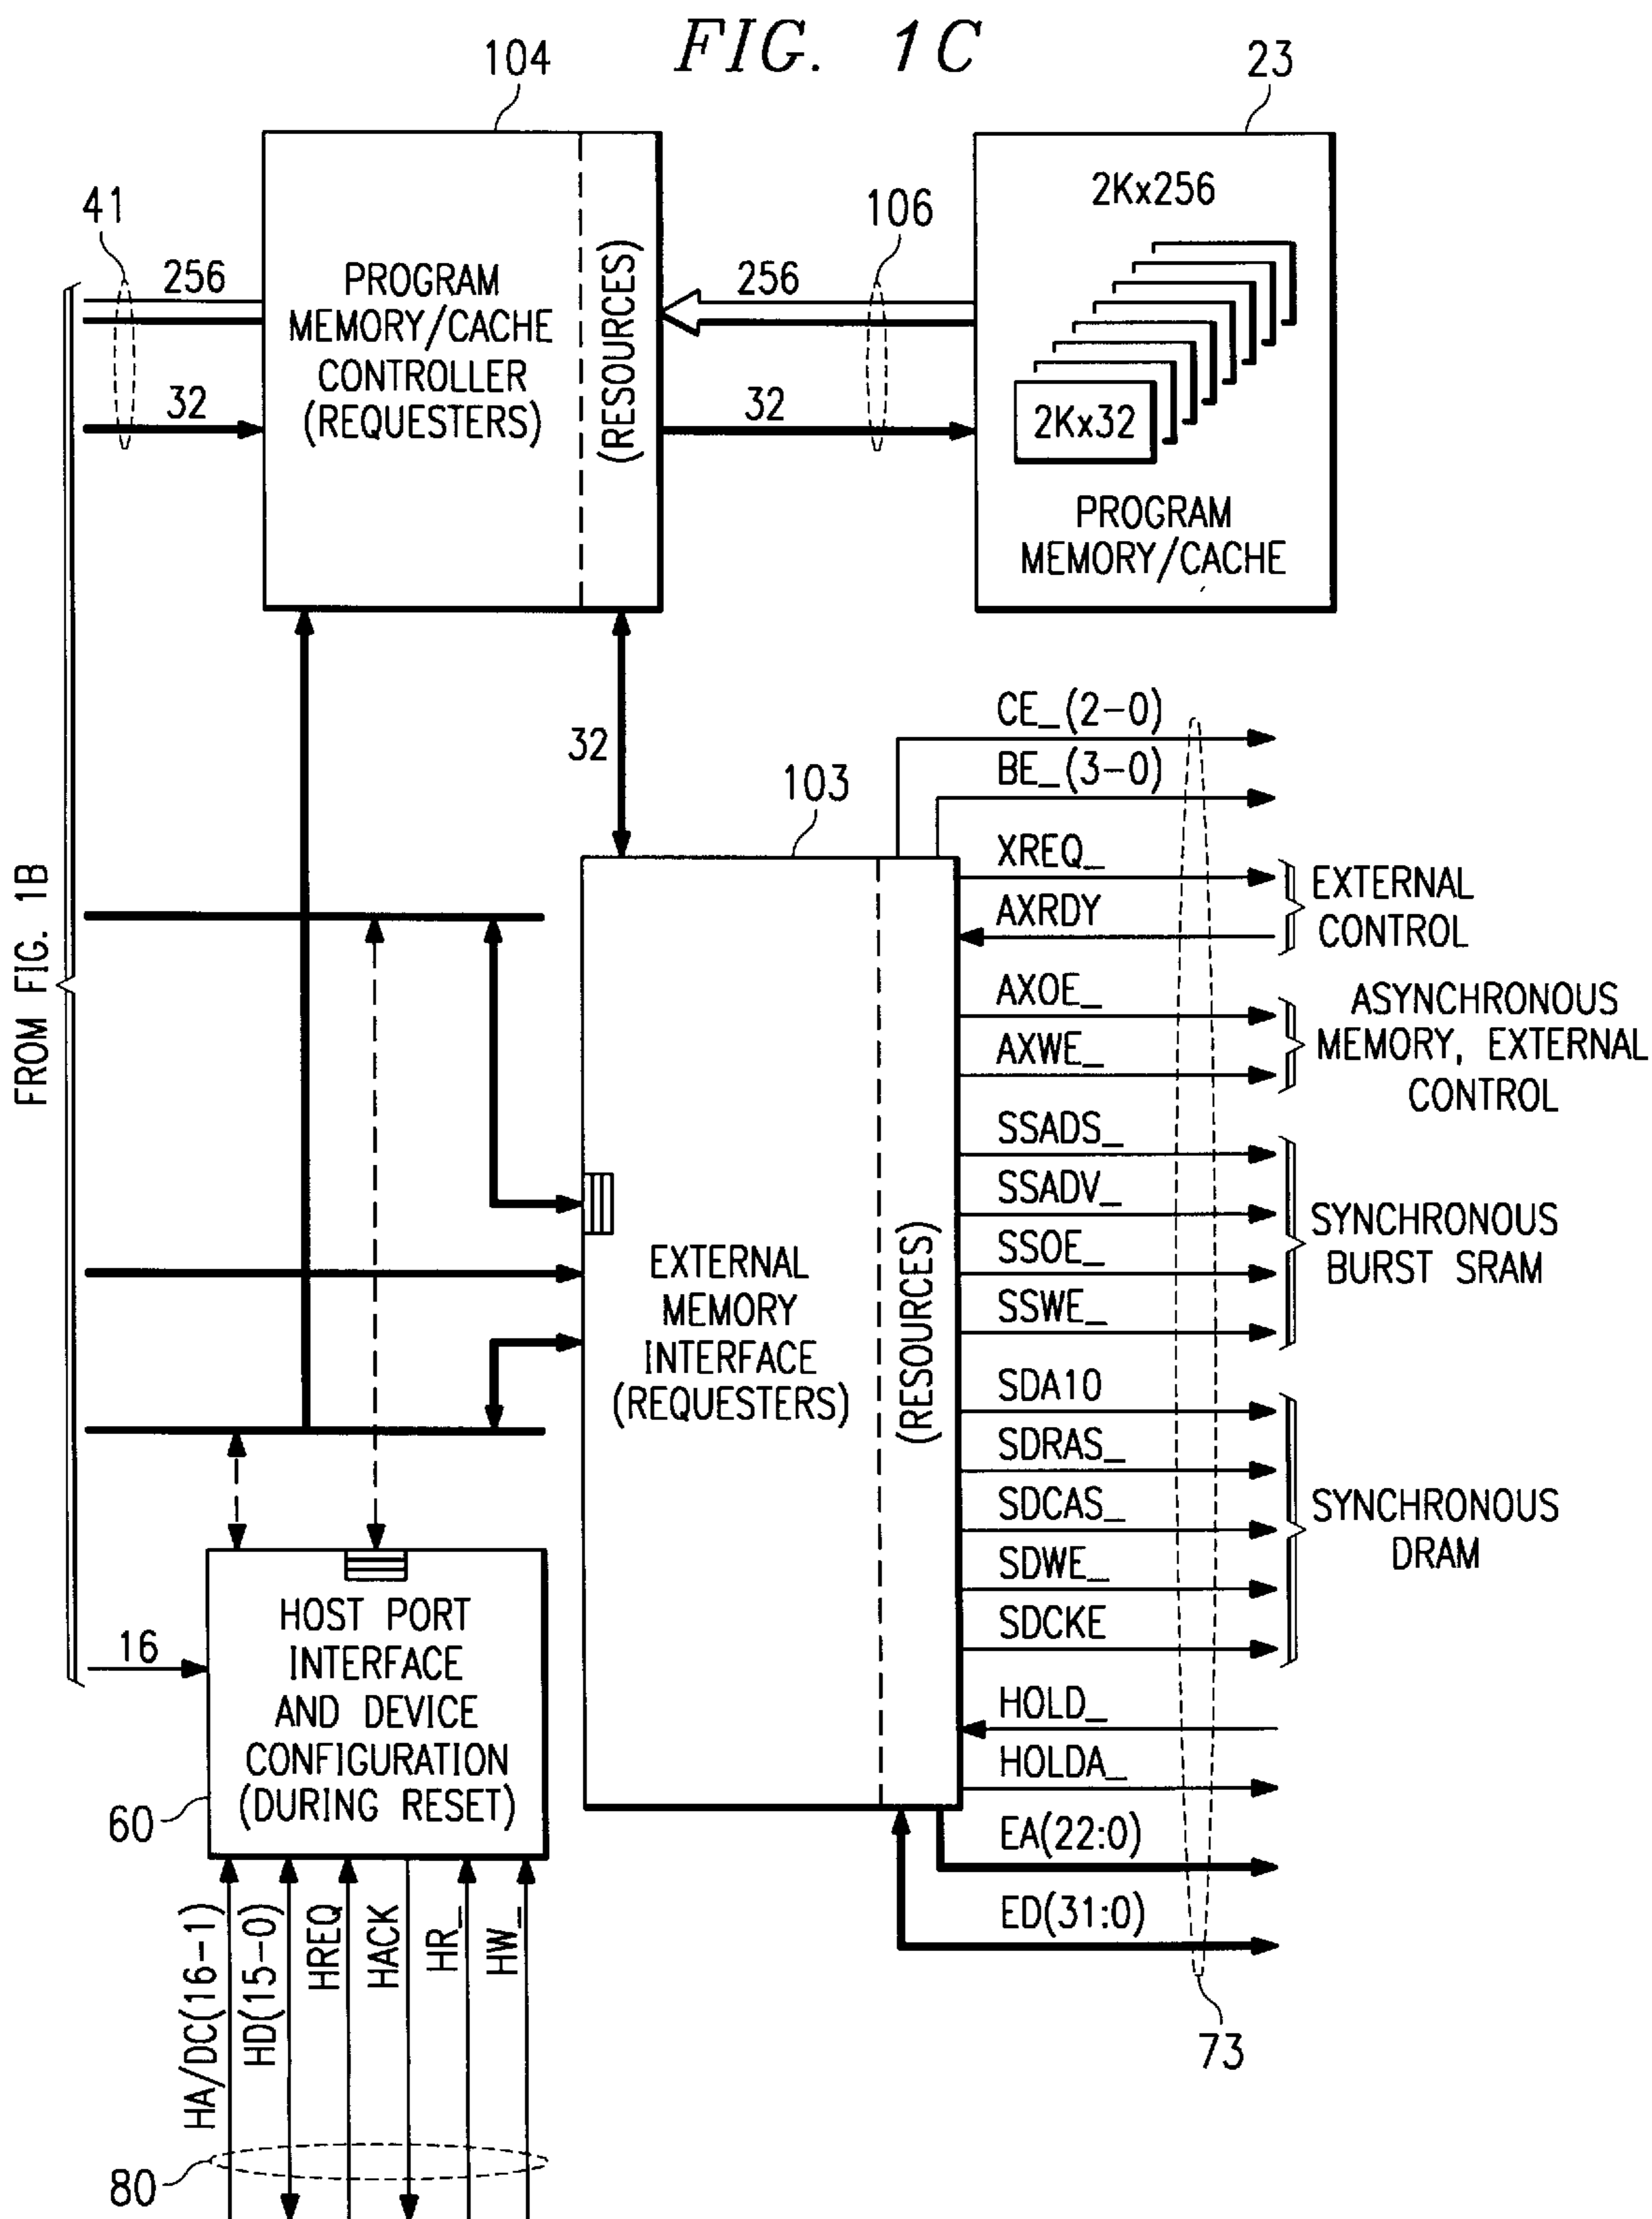 FIG. 1C
104
23
41
256
32
PROGRAM
MEMORY/CACHE
CONTROLLER
(REQUESTERS)
(RESOURCES)
106
256
32
2Kx256
2Kx32
PROGRAM
MEMORY/CACHE
32
FROM FIG. 1B
103
EXTERNAL
MEMORY
INTERFACE
(REQUESTERS)
(RESOURCES)
CE_(2-0)
BE_(3-0)
XREQ_
AXRDY
EXTERNAL
CONTROL
AXOE_
AXWE_
ASYNCHRONOUS
MEMORY, EXTERNAL
CONTROL
SSADS_
SSADV_
SSOE_
SSWE_
SYNCHRONOUS
BURST SRAM
SDA10
SDRAS_
SDCAS_
SDWE_
SDCKE
SYNCHRONOUS
DRAM
HOLD_
HOLDA_
EA(22:0)
ED(31:0)
73
16
HOST PORT
INTERFACE
AND DEVICE
CONFIGURATION
(DURING RESET)
60
HA/DC(16-1)
HD(15-0)
HREQ
HACK
HR_
HW_
80